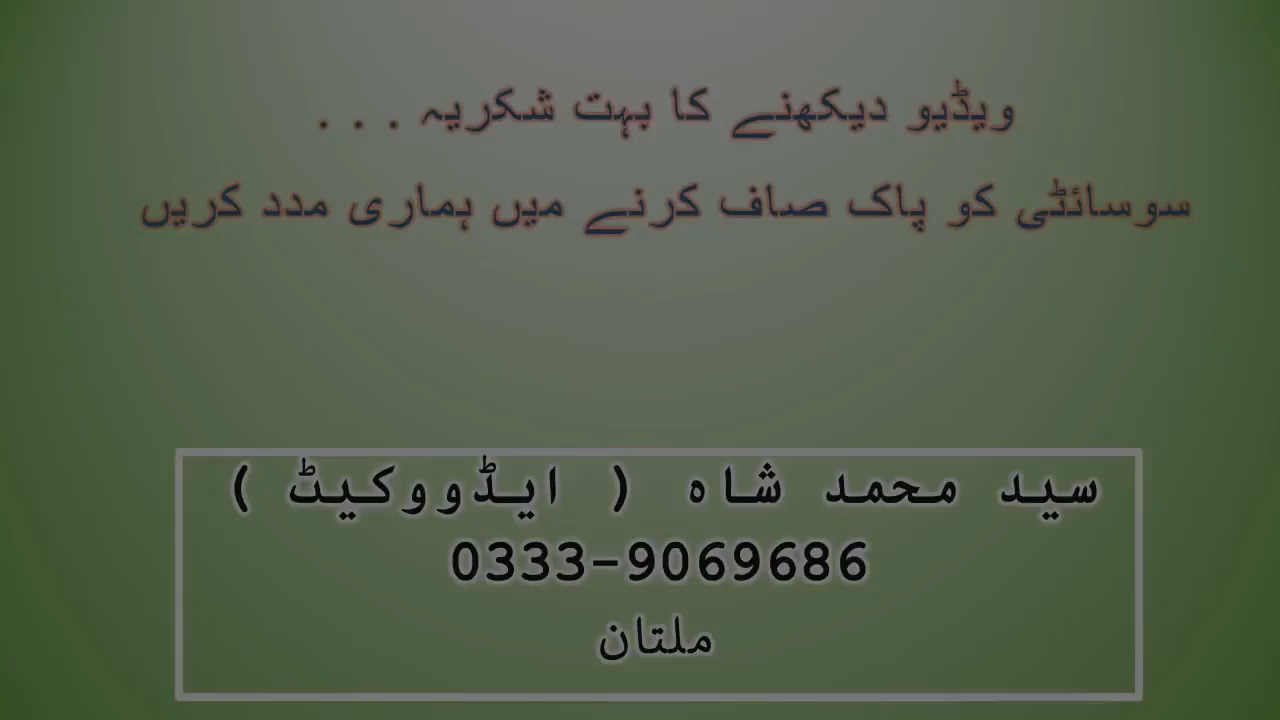 ویڈیو دیکھنے کا بہت شکریہ . . .
سوسائٹی کو پاک صاف کرنے میں ہماری مدد کریں
سید محمد شاہ ( ایڈووکیٹ )
0333-9069686
ملتان